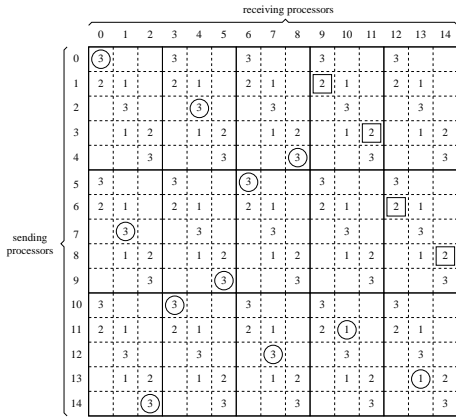 receiving processors
0 1 2 3 4 5 6 7 8 9 10 11 12 13 14
0 3 3 3 3 3
1 2 1 2 1 2 1 2 1 2 1
2 3 3 3 3 3
3 1 2 1 2 1 2 1 2 1 2
4 3 3 3 3 3
5 3 3 3 3 3
6 2 1 2 1 2 1 2 1 2 1
sending
processors
7 3 3 3 3 3
8 1 2 1 2 1 2 1 2 1 2
9 3 3 3 3 3
10 3 3 3 3 3
11 2 1 2 1 2 1 2 1 2 1
12 3 3 3 3 3
13 1 2 1 2 1 2 1 2 1 2
14 3 3 3 3 3